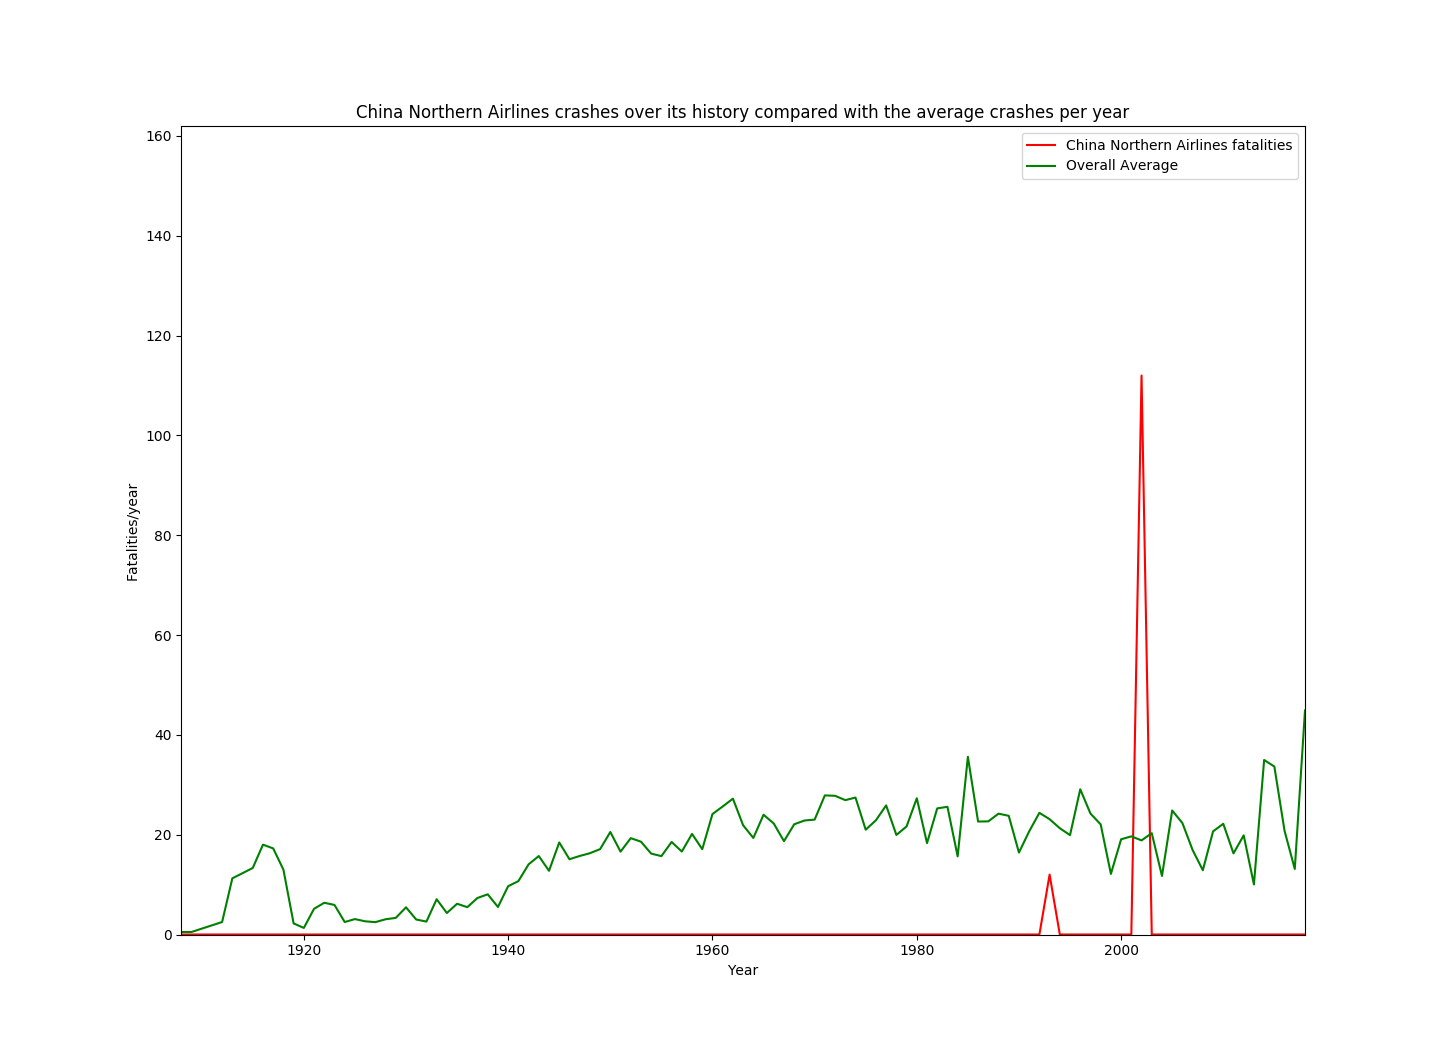 China Northern Airlines crashes over its history compared with the average crashes per year
China Northern Airlines fatalities
Overall Average
160
140
120
100
80
60
40
20
0
Fatalities/year
1920 1940 1960 1980 2000
Year